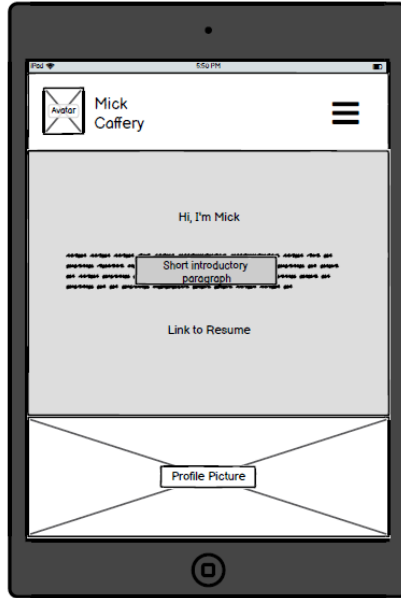 iPad
5:50 PM
Avatar
Mick
Caffery
Hi, I'm Mick
Short introductory
paragraph
Link to Resume
Profile Picture